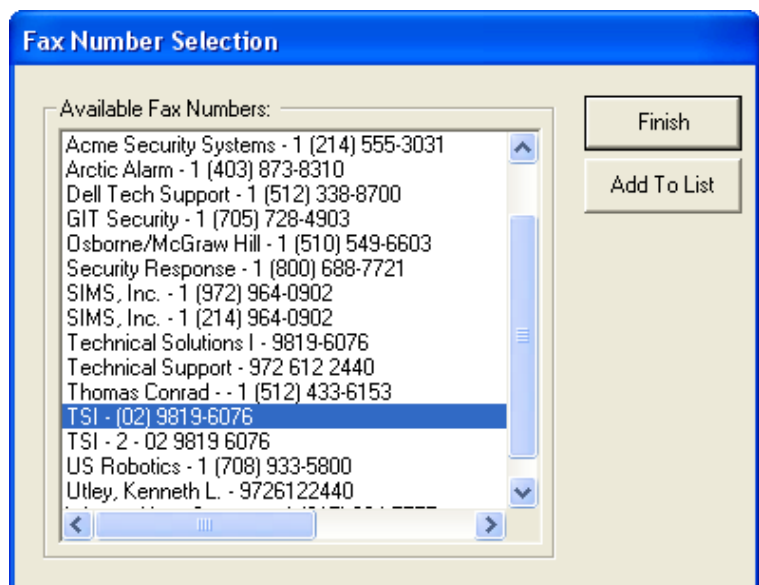 Fax Number Selection
Available Fax Numbers:
Finish
Add To List
Acme Security Systems - 1 (214) 555-3031
Arctic Alarm - 1 (403) 873-8310
Dell Tech Support - 1 (512) 338-8700
GIT Security - 1 (705) 728-4903
Osborne/McGraw Hill - 1 (510) 549-6603
Security Response - 1 (800) 688-7721
SIMS, Inc. - 1 (972) 964-0902
SIMS, Inc. - 1 (214) 964-0902
Technical Solutions I - 9819-6076
Technical Support - 972 612 2440
Thomas Conrad - - 1 (512) 433-6153
TSI - (02) 9819-6076
TSI - 2 - 02 9819 6076
US Robotics - 1 (708) 933-5800
Utley, Kenneth L. - 9726122440